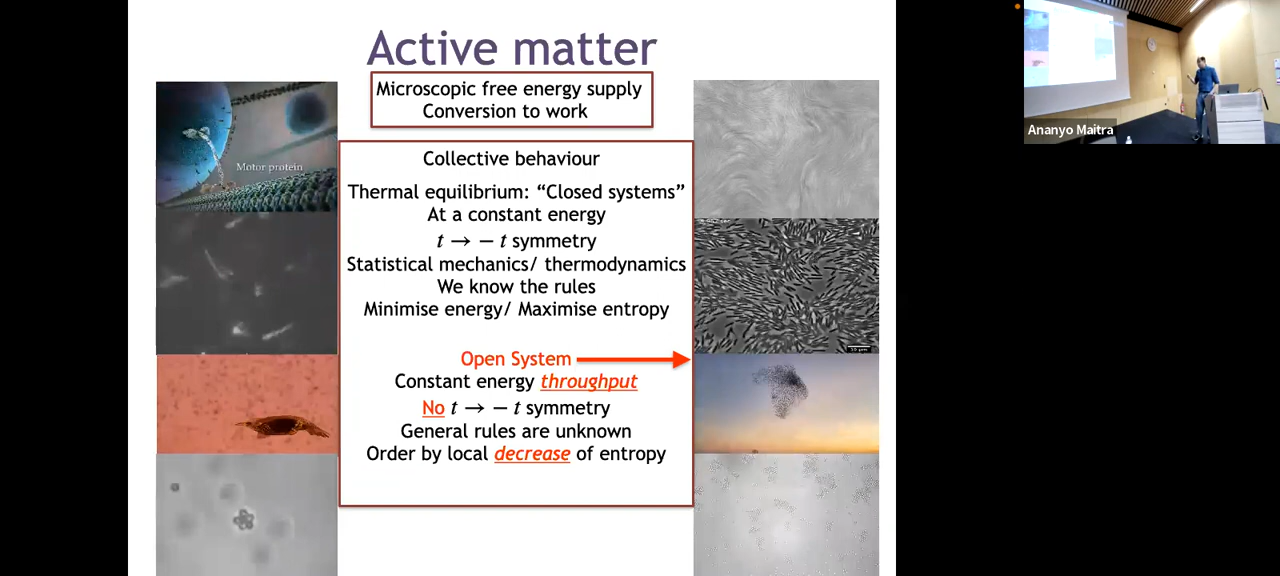 Active matter
Microscopic free energy supply
Conversion to work
Motor protein
Collective behaviour
Thermal equilibrium: “Closed systems”
At a constant energy
t → − t symmetry
Statistical mechanics/ thermodynamics
We know the rules
Minimise energy/ Maximise entropy
Open System
Constant energy throughput
No t → − t symmetry
General rules are unknown
Order by local decrease of entropy
Ananyo Maitra